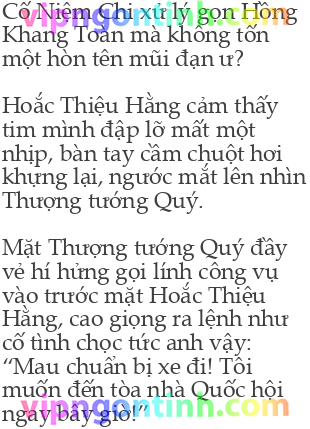 Cố Niệm Chi xử lý gọn Hồng
vipngontinh.com
Khang Toàn mà không tốn
một hòn tên mũi đạn ư?
Hoắc Thiệu Hằng cảm thấy
tim mình đập lỡ mất một
nhịp, bàn tay cầm chuột hơi
khựng lại, ngước mắt lên nhìn
Thượng tướng Quý.
Mặt Thượng tướng Quý đầy
vẻ hí hửng gọi lính công vụ
vào trước mặt Hoắc Thiệu
Hằng, cao giọng ra lệnh như
cố tình chọc tức anh vậy:
“Mau chuẩn bị xe đi! Tôi
muốn đến tòa nhà Quốc hội
ngay bây giờ!”
vipngontinh.com